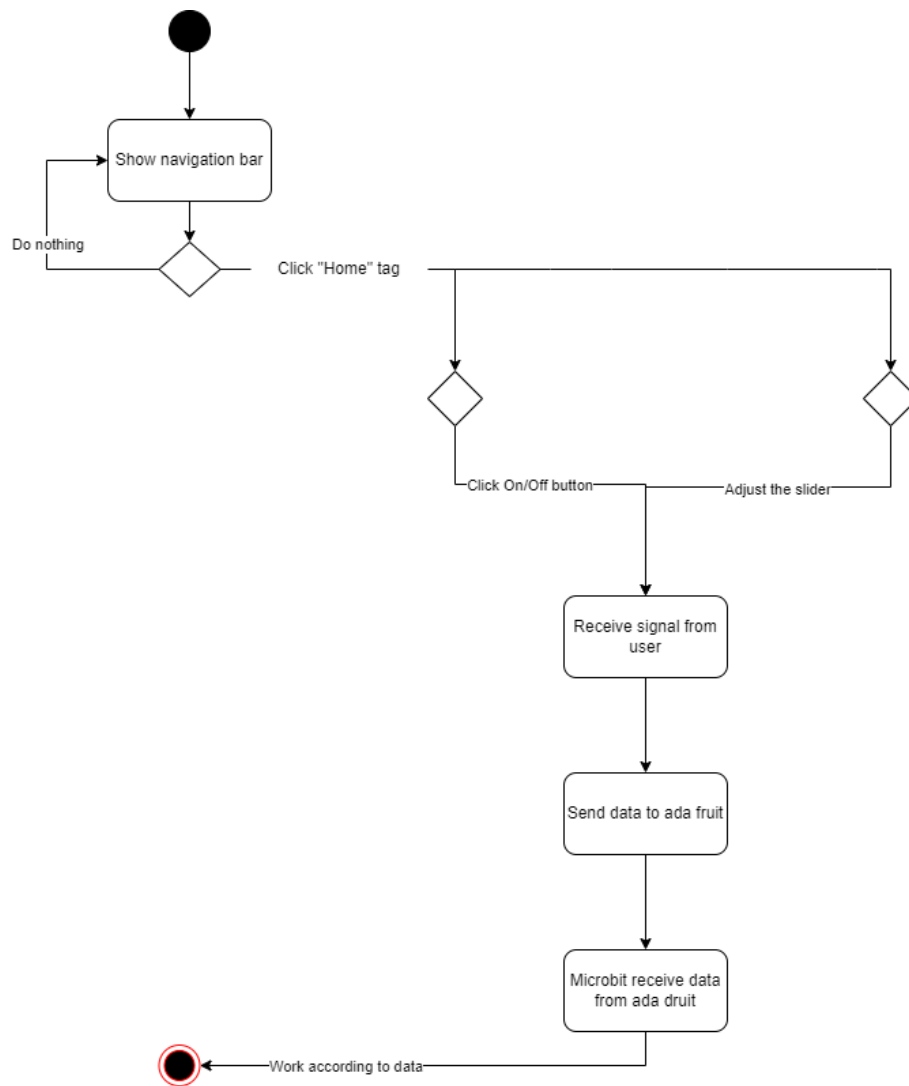 Show navigation bar
Do nothing
Click "Home" tag
Click On/Off button
Adjust the slider
Receive signal from
user
Send data to ada fruit
Microbit receive data
from ada druit
Work according to data